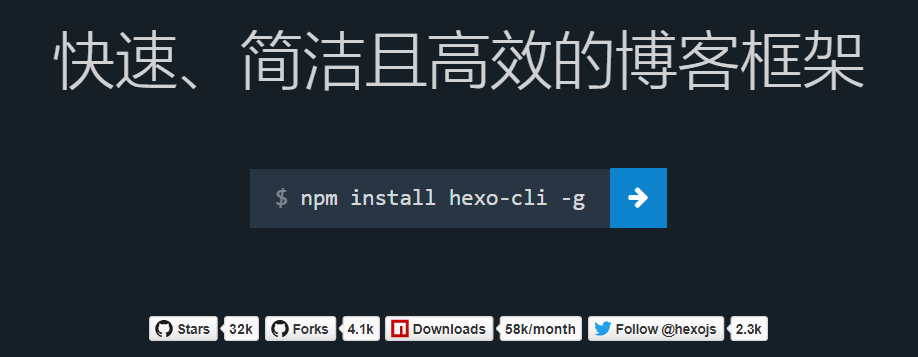 快速、简洁且高效的博客框架
$ npm install hexo-cli -g
Stars 32k Forks 4.1k Downloads 58k/month Follow @hexojs 2.3k